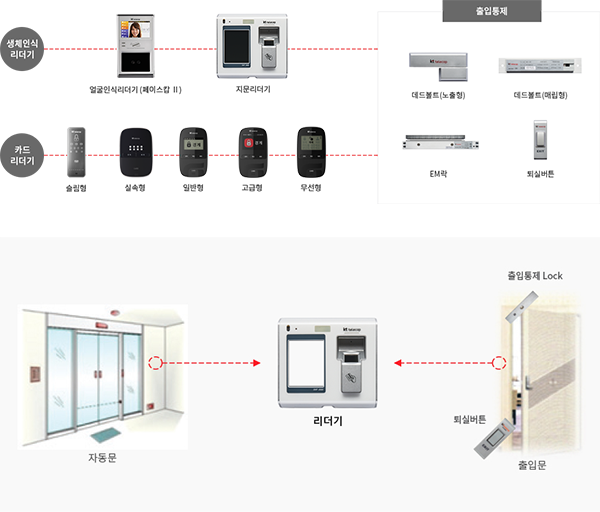 출입통제
생체인식
리더기
얼굴인식리더기 (페이스캅 Ⅱ)
지문리더기
데드볼트(노출형)
데드볼트(매립형)
카드
리더기
슬림형
실속형
일반형
고급형
무선형
EM락
퇴실버튼
출입통제 Lock
kt
리더기
퇴실버튼
자동문
출입문